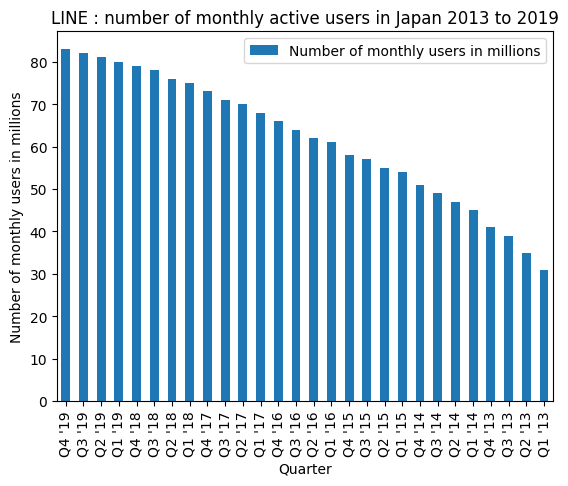 LINE : number of monthly active users in Japan 2013 to 2019
Number of monthly users in millions
Number of monthly users in millions
80
70
60
50
40
30
20
10
0
Q4 '19
Q3 '19
Q2 '19
Q1 '19
Q4 '18
Q3 '18
Q2 '18
Q1 '18
Q4 '17
Q3 '17
Q2 '17
Q1 '17
Q4 '16
Q3 '16
Q2 '16
Q1 '16
Q4 '15
Q3 '15
Q2 '15
Q1 '15
Q4 '14
Q3 '14
Q2 '14
Q1 '14
Q4 '13
Q3 '13
Q2 '13
Q1 '13
Quarter